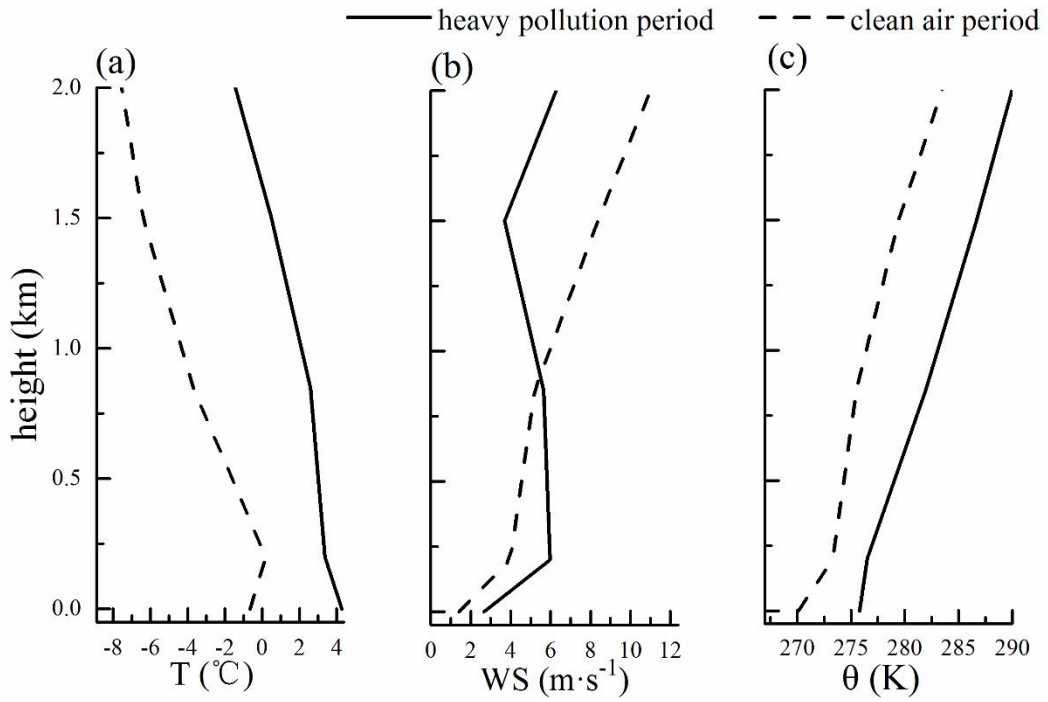 heavy pollution period clean air period
(a) (b) (c)
2.0
1.5
1.0
0.5
0.0
height (km)
-8 -6 -4 -2 0 2 4
T (℃)
0 2 4 6 8 10 12
WS (m·s⁻¹)
270 275 280 285 290
θ (K)